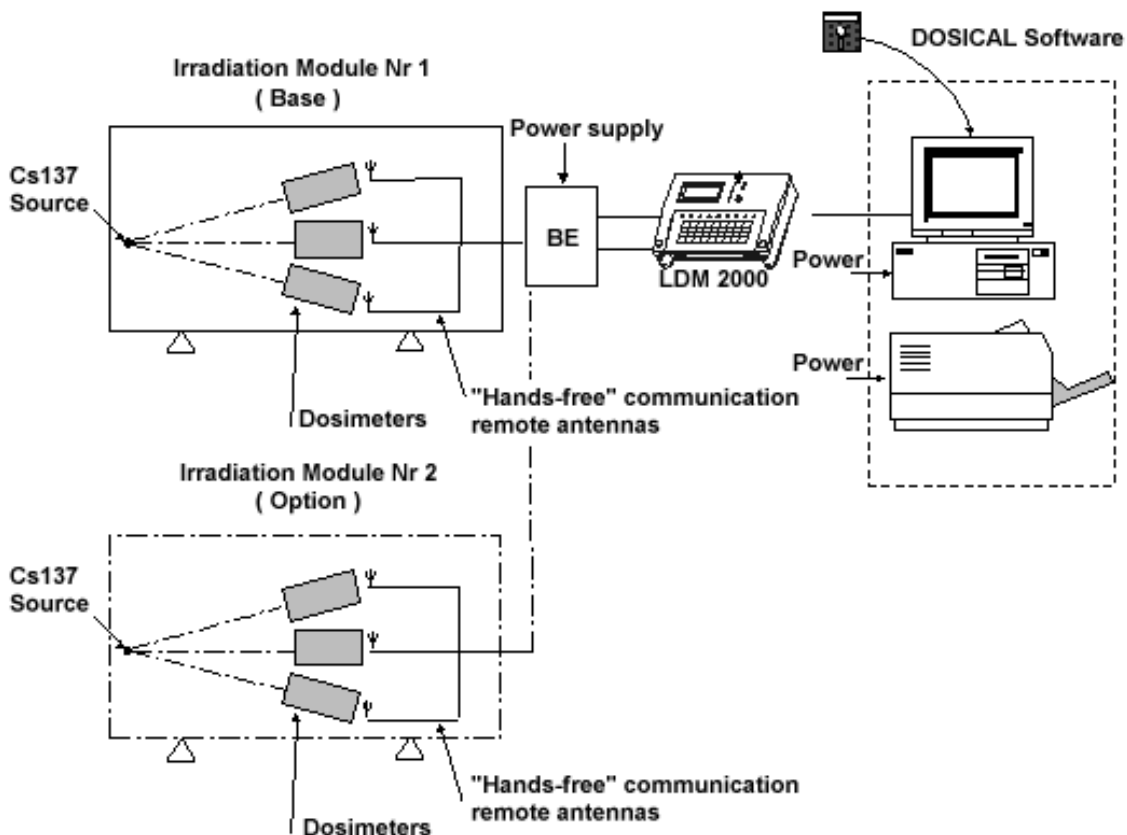 DOSICAL Software
Irradiation Module Nr 1
( Base )
Power supply
Cs137
Source
BE
LDM 2000
Power
Power
Dosimeters
"Hands-free" communication
remote antennas
Irradiation Module Nr 2
( Option )
Cs137
Source
"Hands-free" communication
remote antennas
Dosimeters